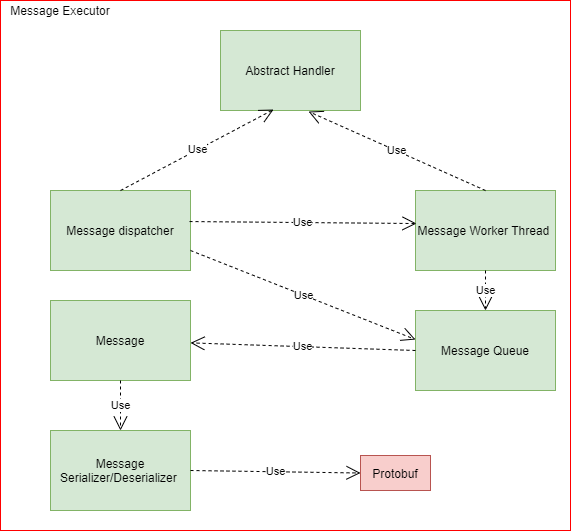 Message Executor
Abstract Handler
Use
Use
Message dispatcher
Use
Message Worker Thread
Use
Use
Message
Use
Message Queue
Use
Message
Serializer/Deserializer
Use
Protobuf